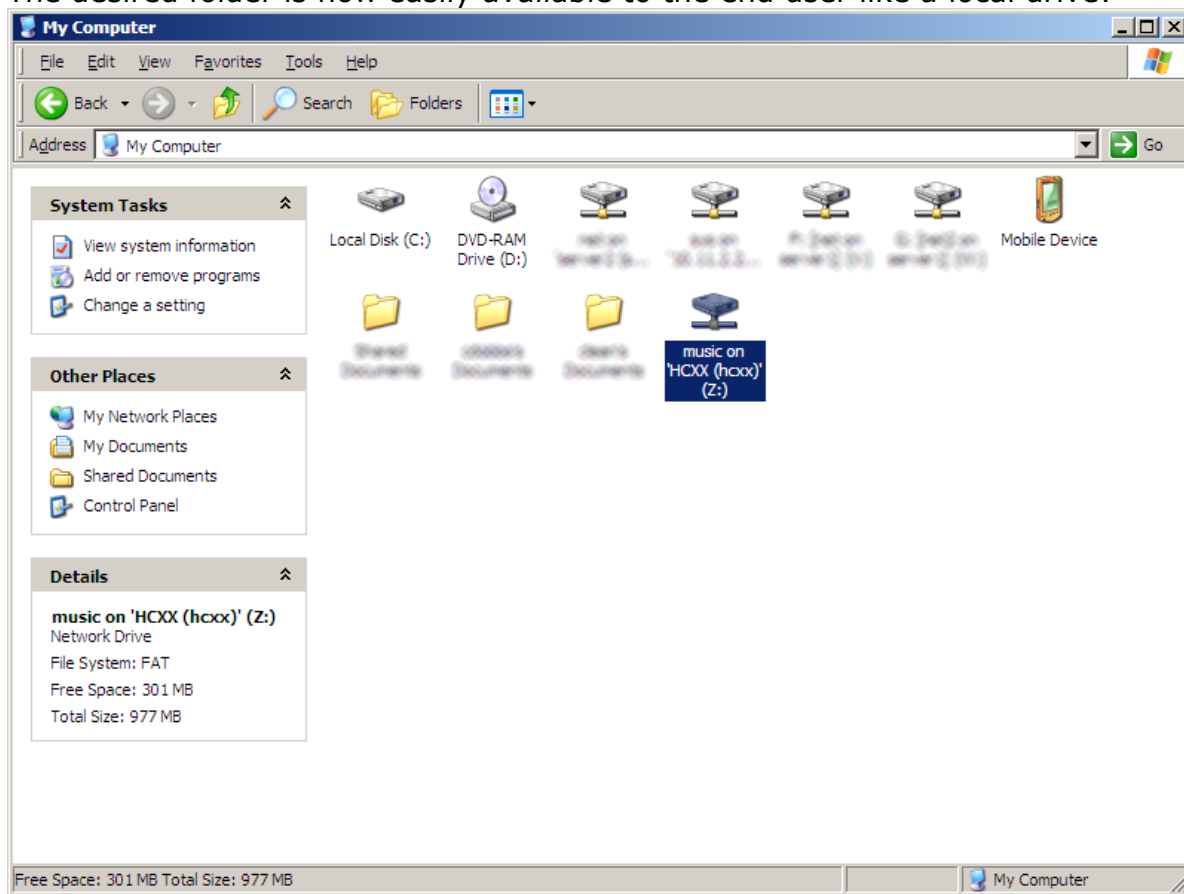 The desired folder is now easily available to the end user like a local drive.
My Computer
File Edit View Favorites Tools Help
Back Search Folders
Address My Computer Go
System Tasks
View system information
Add or remove programs
Change a setting
Other Places
My Network Places
My Documents
Shared Documents
Control Panel
Details
music on 'HCXX (hcxx)' (Z:)
Network Drive
File System: FAT
Free Space: 301 MB
Total Size: 977 MB
Local Disk (C:)
DVD-RAM
Drive (D:)
Mobile Device
music on
'HCXX (hcxx)'
(Z:)
Free Space: 301 MB Total Size: 977 MB
My Computer